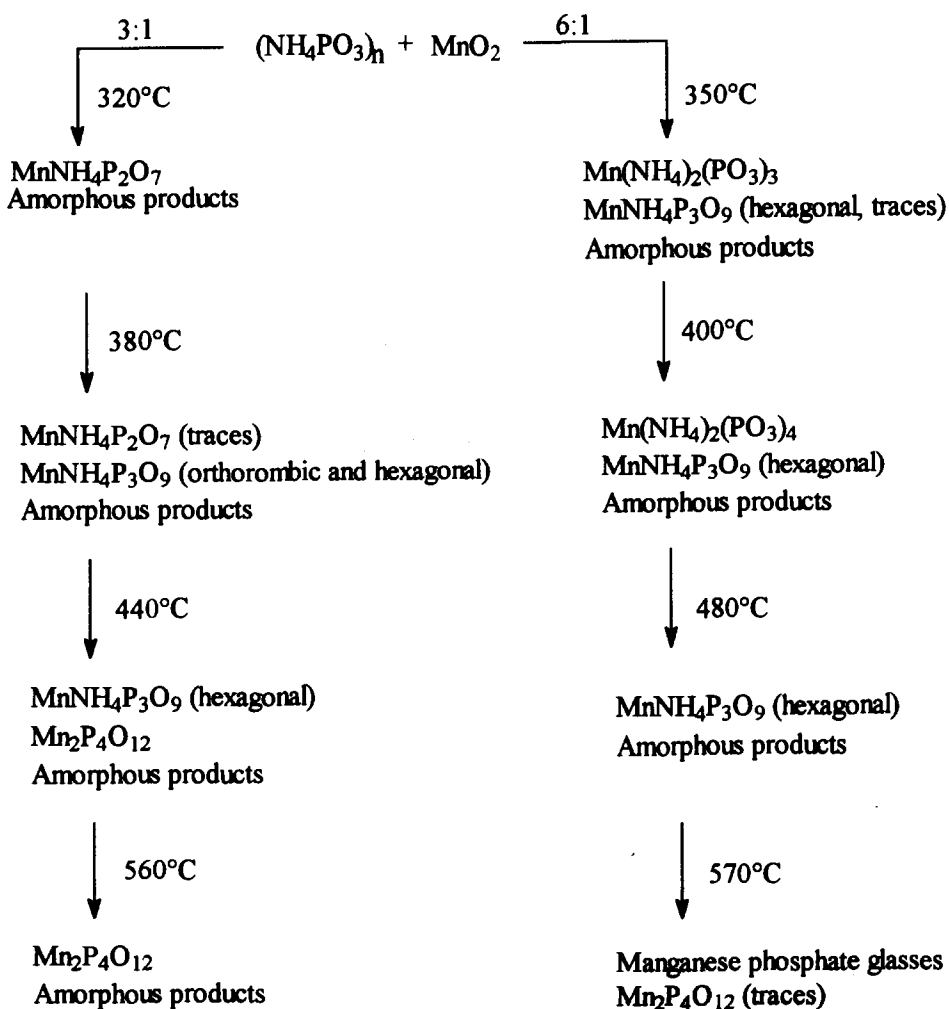 3:1 (NH4PO3)n + MnO2 6:1
320°C
350°C
MnNH4P2O7
Amorphous products
Mn(NH4)2(PO3)3
MnNH4P3O9 (hexagonal, traces)
Amorphous products
380°C
400°C
MnNH4P2O7 (traces)
MnNH4P3O9 (orthorombic and hexagonal)
Amorphous products
Mn(NH4)2(PO3)4
MnNH4P3O9 (hexagonal)
Amorphous products
440°C
480°C
MnNH4P3O9 (hexagonal)
Mn2P4O12
Amorphous products
MnNH4P3O9 (hexagonal)
Amorphous products
560°C
570°C
Mn2P4O12
Amorphous products
Manganese phosphate glasses
Mn2P4O12 (traces)